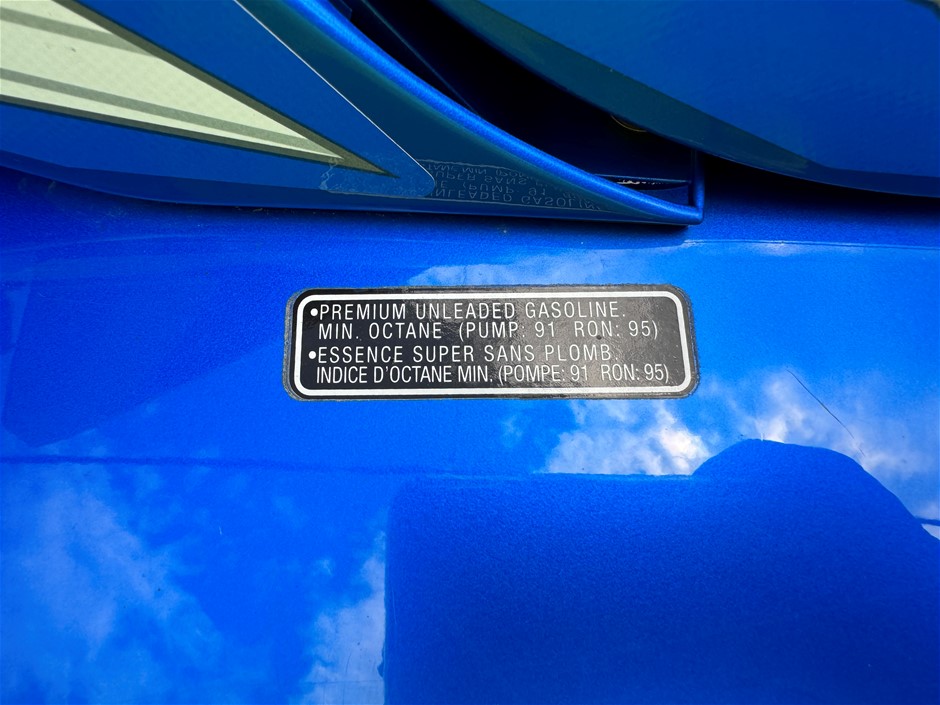 •PREMIUM UNLEADED GASOLINE.
MIN. OCTANE (PUMP: 91 RON: 95)
•ESSENCE SUPER SANS PLOMB.
INDICE D'OCTANE MIN. (POMPE: 91 RON: 95)